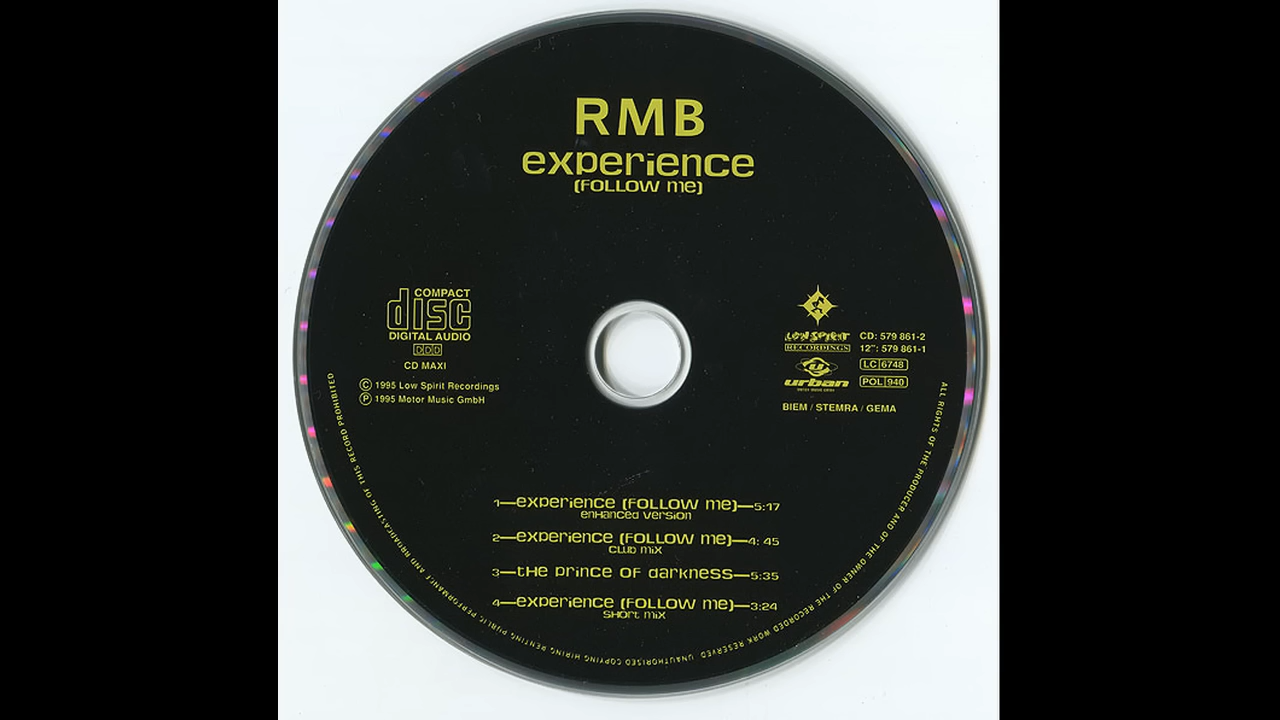 RMB
experience
(FOLLOW me)
COMPACT
disc
DIGITAL AUDIO
DDD
CD MAXI
© 1995 Low Spirit Recordings
℗ 1995 Motor Music GmbH
LOW SPIRIT
RECORDINGS
CD: 579 861-2
12": 579 861-1
LC 6748
urban
POL 940
BIEM / STEMRA / GEMA
1—experience (FOLLOW me)—5:17
enHanced version
2—experience (FOLLOW me)—4: 45
CLUB mix
3—tHe prince OF darkness—5:35
4—experience (FOLLOW me)—3:24
SHOrt mix
ALL RIGHTS OF THE PRODUCER AND OF THE OWNER OF THE RECORDED WORK RESERVED. UNAUTHORISED COPYING HIRING RENTING PUBLIC PERFORMANCE AND BROADCASTING OF THIS RECORD PROHIBITED